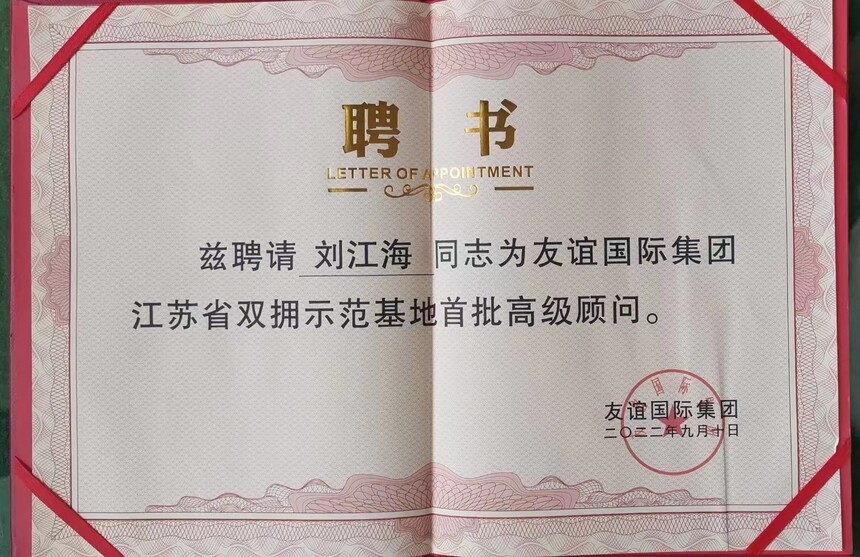 聘 书
LETTER OF APPOINTMENT
兹聘请 刘江海 同志为友谊国际集团
江苏省双拥示范基地首批高级顾问。
友谊国际集团
二〇二二年九月十日